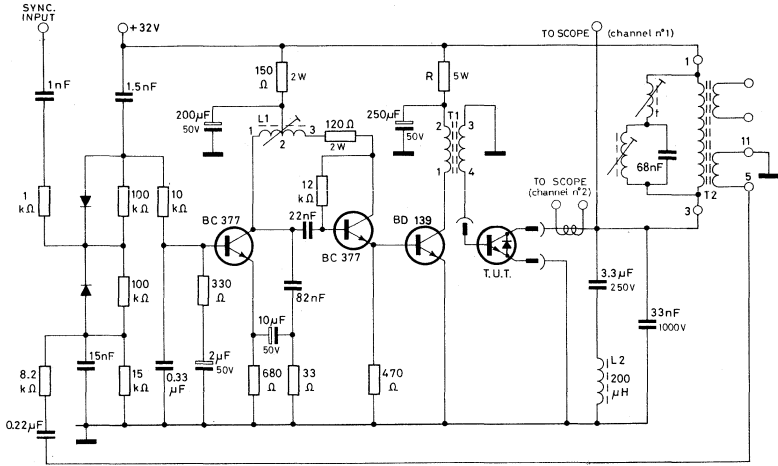 SYNC.
INPUT
+32V
TO SCOPE (channel n°1)
1nF
1.5nF
150
Ω
2W
R
5W
1
200µF
50V
L1
1
2
3
120
Ω
2W
250µF
50V
T1
2
3
1
4
68nF
11
T2
5
3
1
kΩ
100
kΩ
10
kΩ
12
kΩ
TO SCOPE
(channel n°2)
BC 377
22nF
BC 377
BD 139
T.U.T.
100
kΩ
330
Ω
82nF
3.3µF
250V
33nF
1000V
10µF
50V
8.2
kΩ
15nF
15
kΩ
0.33
µF
2µF
50V
680
Ω
33
Ω
470
Ω
L2
200
µH
0.22µF